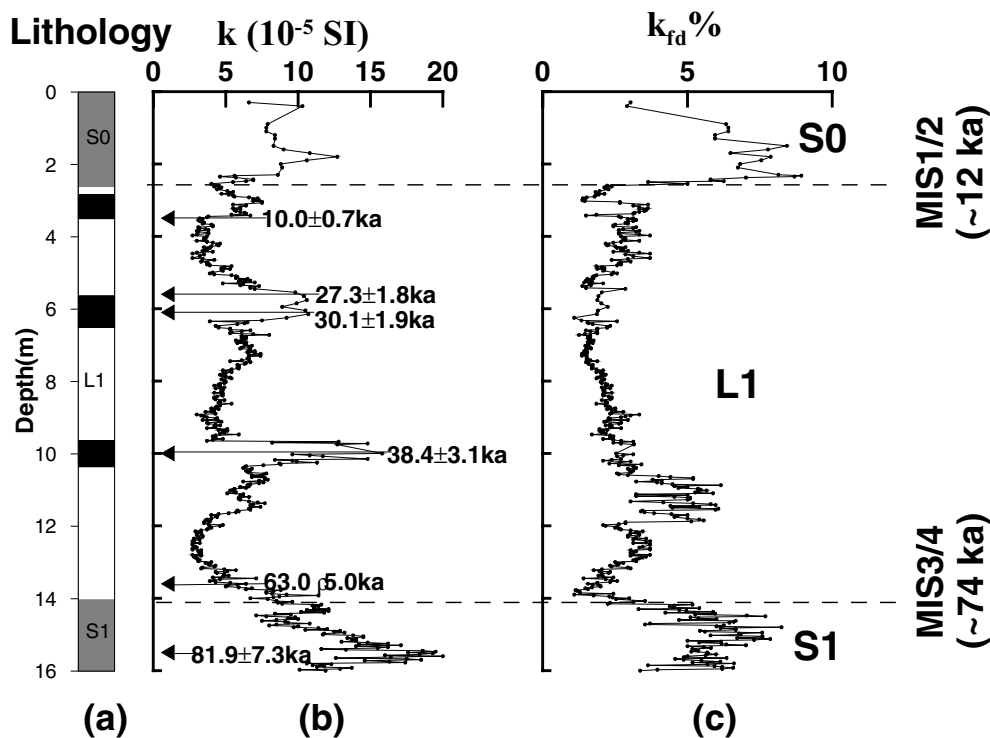 Lithology k (10⁻⁵ SI) k_fd%
0 5 10 15 20 0 5 10
0
2
4
6
8
10
12
14
16
Depth(m)
S0
L1
S1
10.0±0.7ka
27.3±1.8ka
30.1±1.9ka
38.4±3.1ka
63.0 ρ5.0ka
81.9±7.3ka
S0
L1
S1
MIS1/2
(~12 ka)
MIS3/4
(~74 ka)
(a) (b) (c)